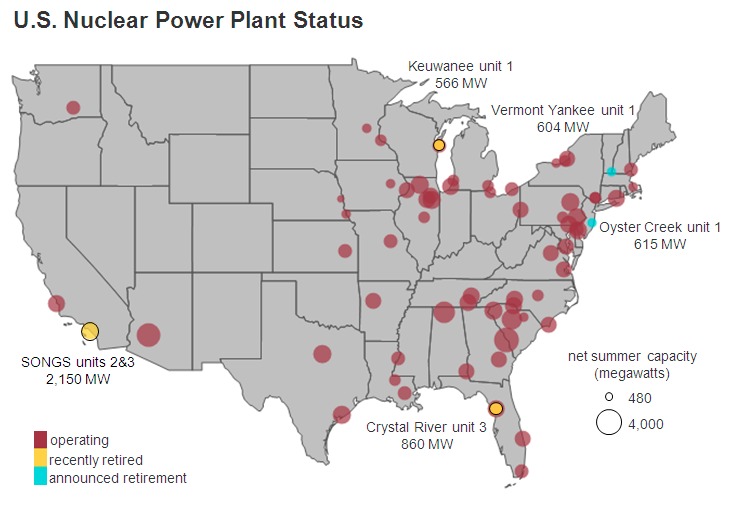 U.S. Nuclear Power Plant Status
Keuwanee unit 1
566 MW
Vermont Yankee unit 1
604 MW
Oyster Creek unit 1
615 MW
SONGS units 2&3
2,150 MW
net summer capacity
(megawatts)
480
4,000
Crystal River unit 3
860 MW
operating
recently retired
announced retirement